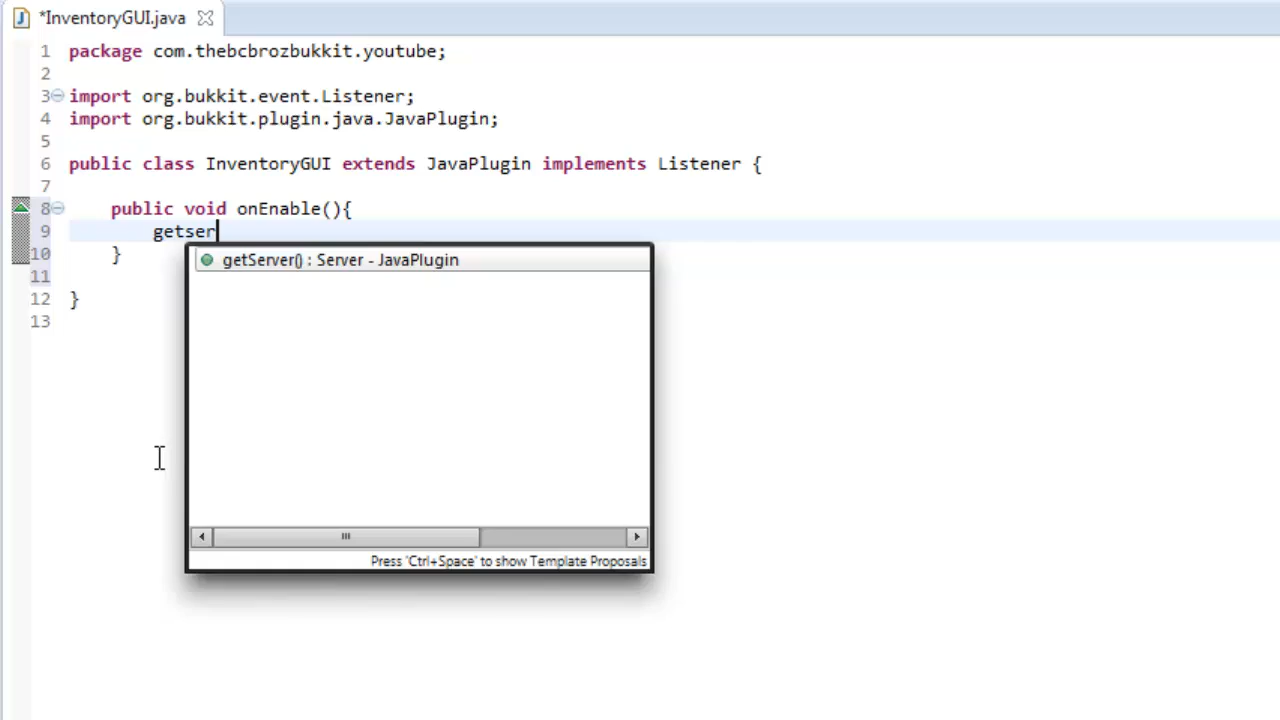 *InventoryGUI.java
1 package com.thebcbrozbukkit.youtube;
2
3 import org.bukkit.event.Listener;
4 import org.bukkit.plugin.java.JavaPlugin;
5
6 public class InventoryGUI extends JavaPlugin implements Listener {
7
8 public void onEnable(){
9 getser
10 }
11
12 }
13
getServer() : Server - JavaPlugin
Press 'Ctrl+Space' to show Template Proposals